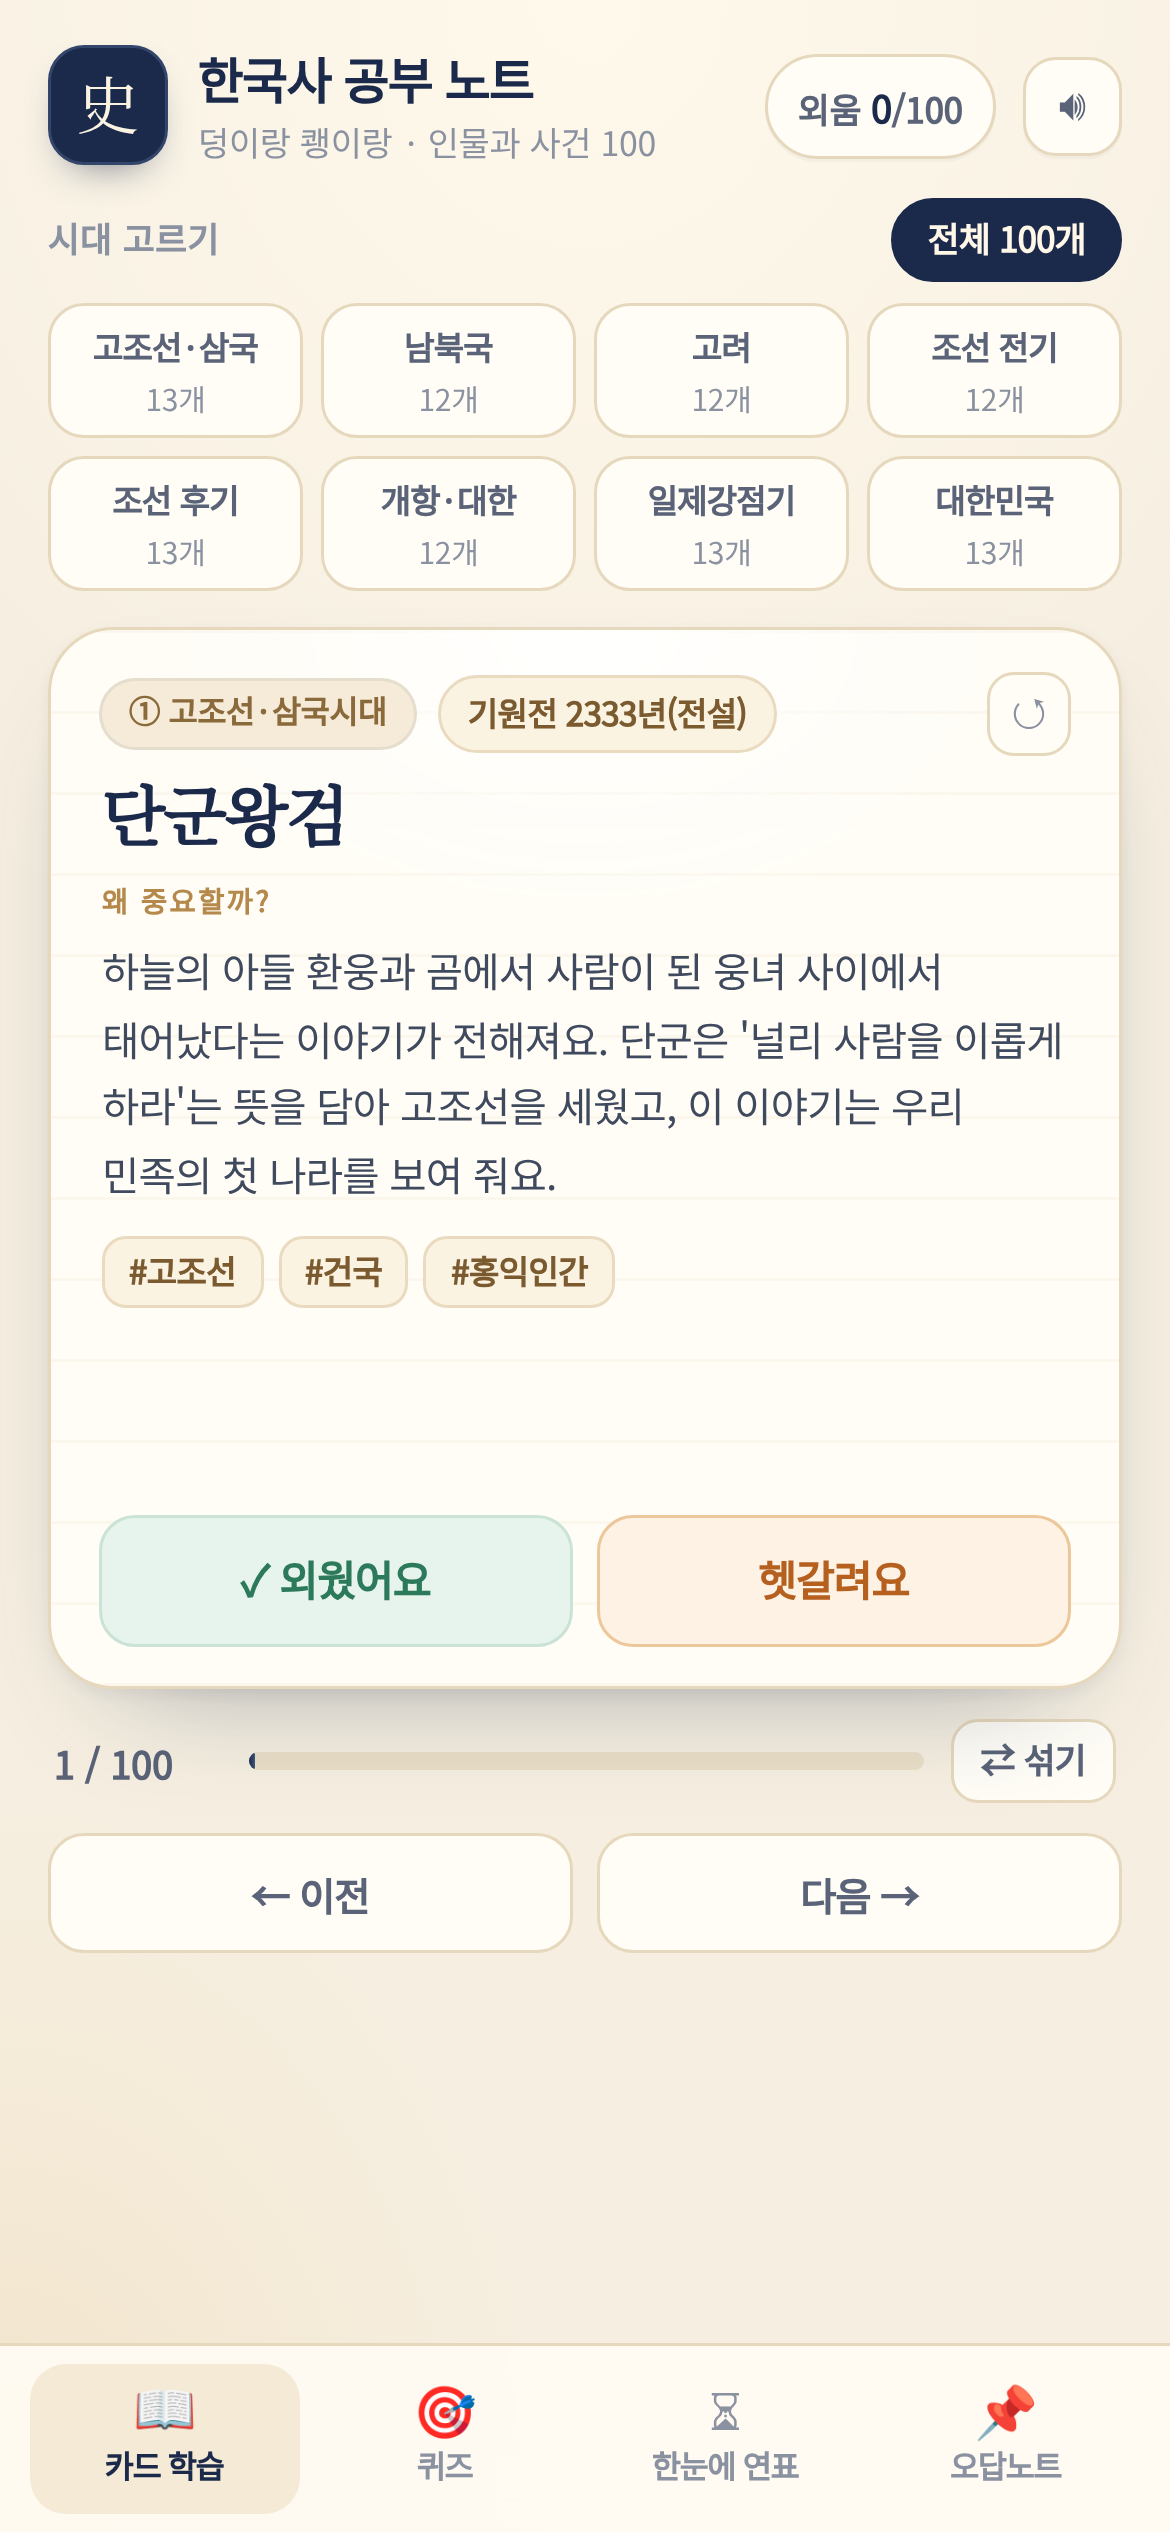 史
한국사 공부 노트
덩이랑 쾡이랑 · 인물과 사건 100
외움 0/100
시대 고르기
전체 100개
고조선·삼국
13개
남북국
12개
고려
12개
조선 전기
12개
조선 후기
13개
개항·대한
12개
일제강점기
13개
대한민국
13개
① 고조선·삼국시대
기원전 2333년(전설)
단군왕검
왜 중요할까?
하늘의 아들 환웅과 곰에서 사람이 된 웅녀 사이에서
태어났다는 이야기가 전해져요. 단군은 '널리 사람을 이롭게
하라'는 뜻을 담아 고조선을 세웠고, 이 이야기는 우리
민족의 첫 나라를 보여 줘요.
#고조선 #건국 #홍익인간
✓ 외웠어요
헷갈려요
1 / 100
⇄ 섞기
← 이전
다음 →
카드 학습
퀴즈
한눈에 연표
오답노트